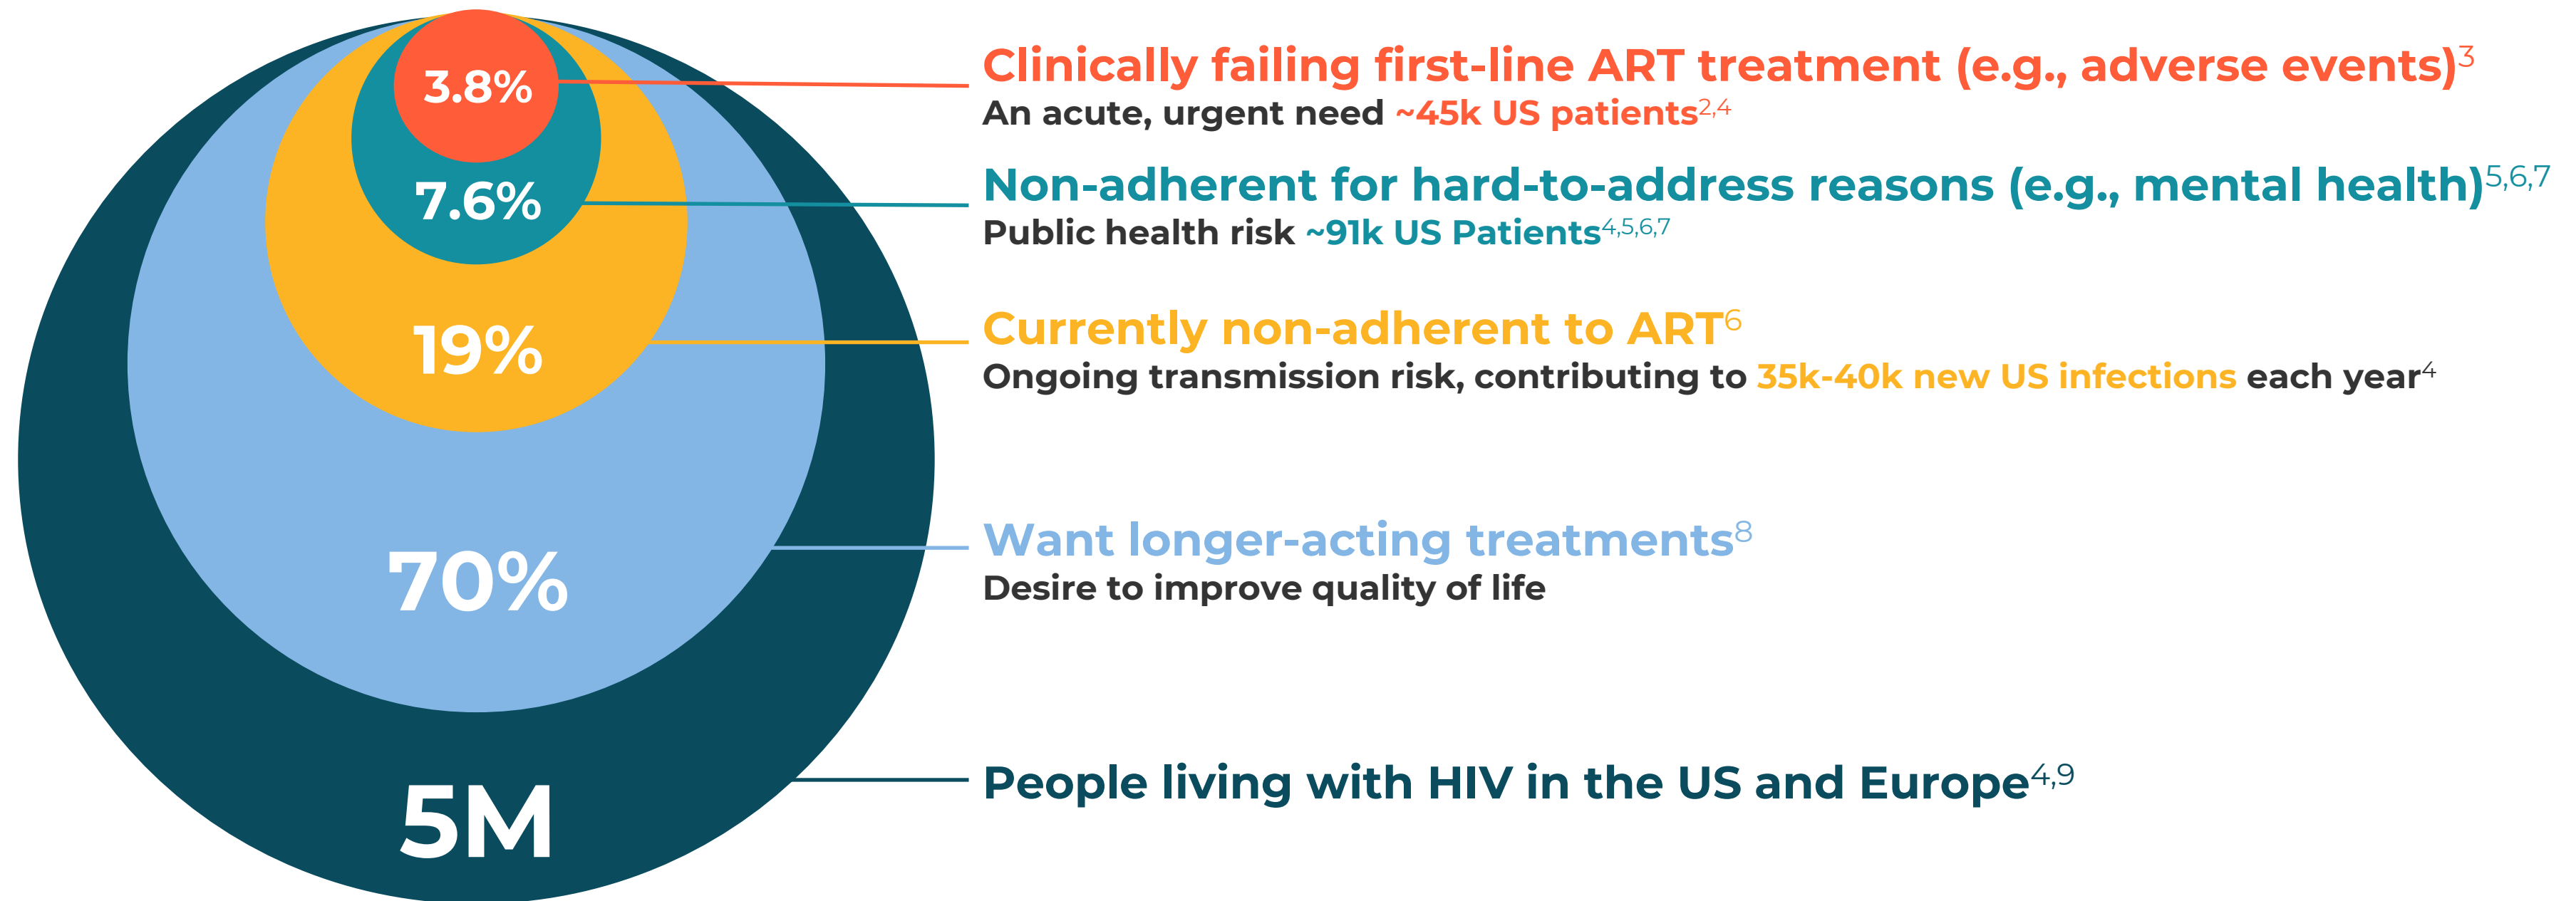 3.8%
Clinically failing first-line ART treatment (e.g., adverse events)3
An acute, urgent need ~45k US patients2,4
7.6%
Non-adherent for hard-to-address reasons (e.g., mental health)5,6,7
Public health risk ~91k US Patients4,5,6,7
19%
Currently non-adherent to ART6
Ongoing transmission risk, contributing to 35k-40k new US infections each year4
70%
Want longer-acting treatments8
Desire to improve quality of life
5M
People living with HIV in the US and Europe4,9